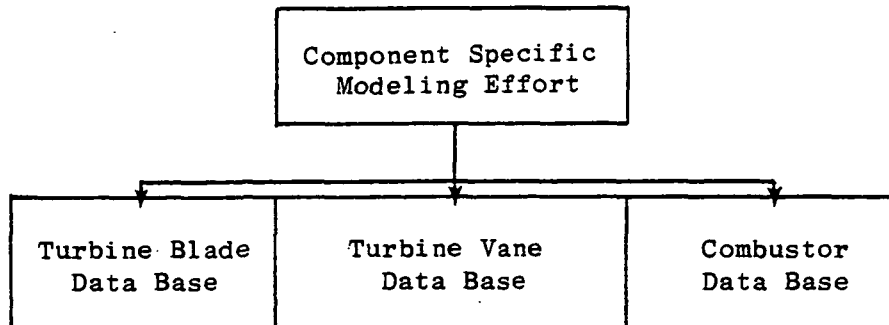 Component Specific
Modeling Effort
Turbine Blade
Data Base
Turbine Vane
Data Base
Combustor
Data Base